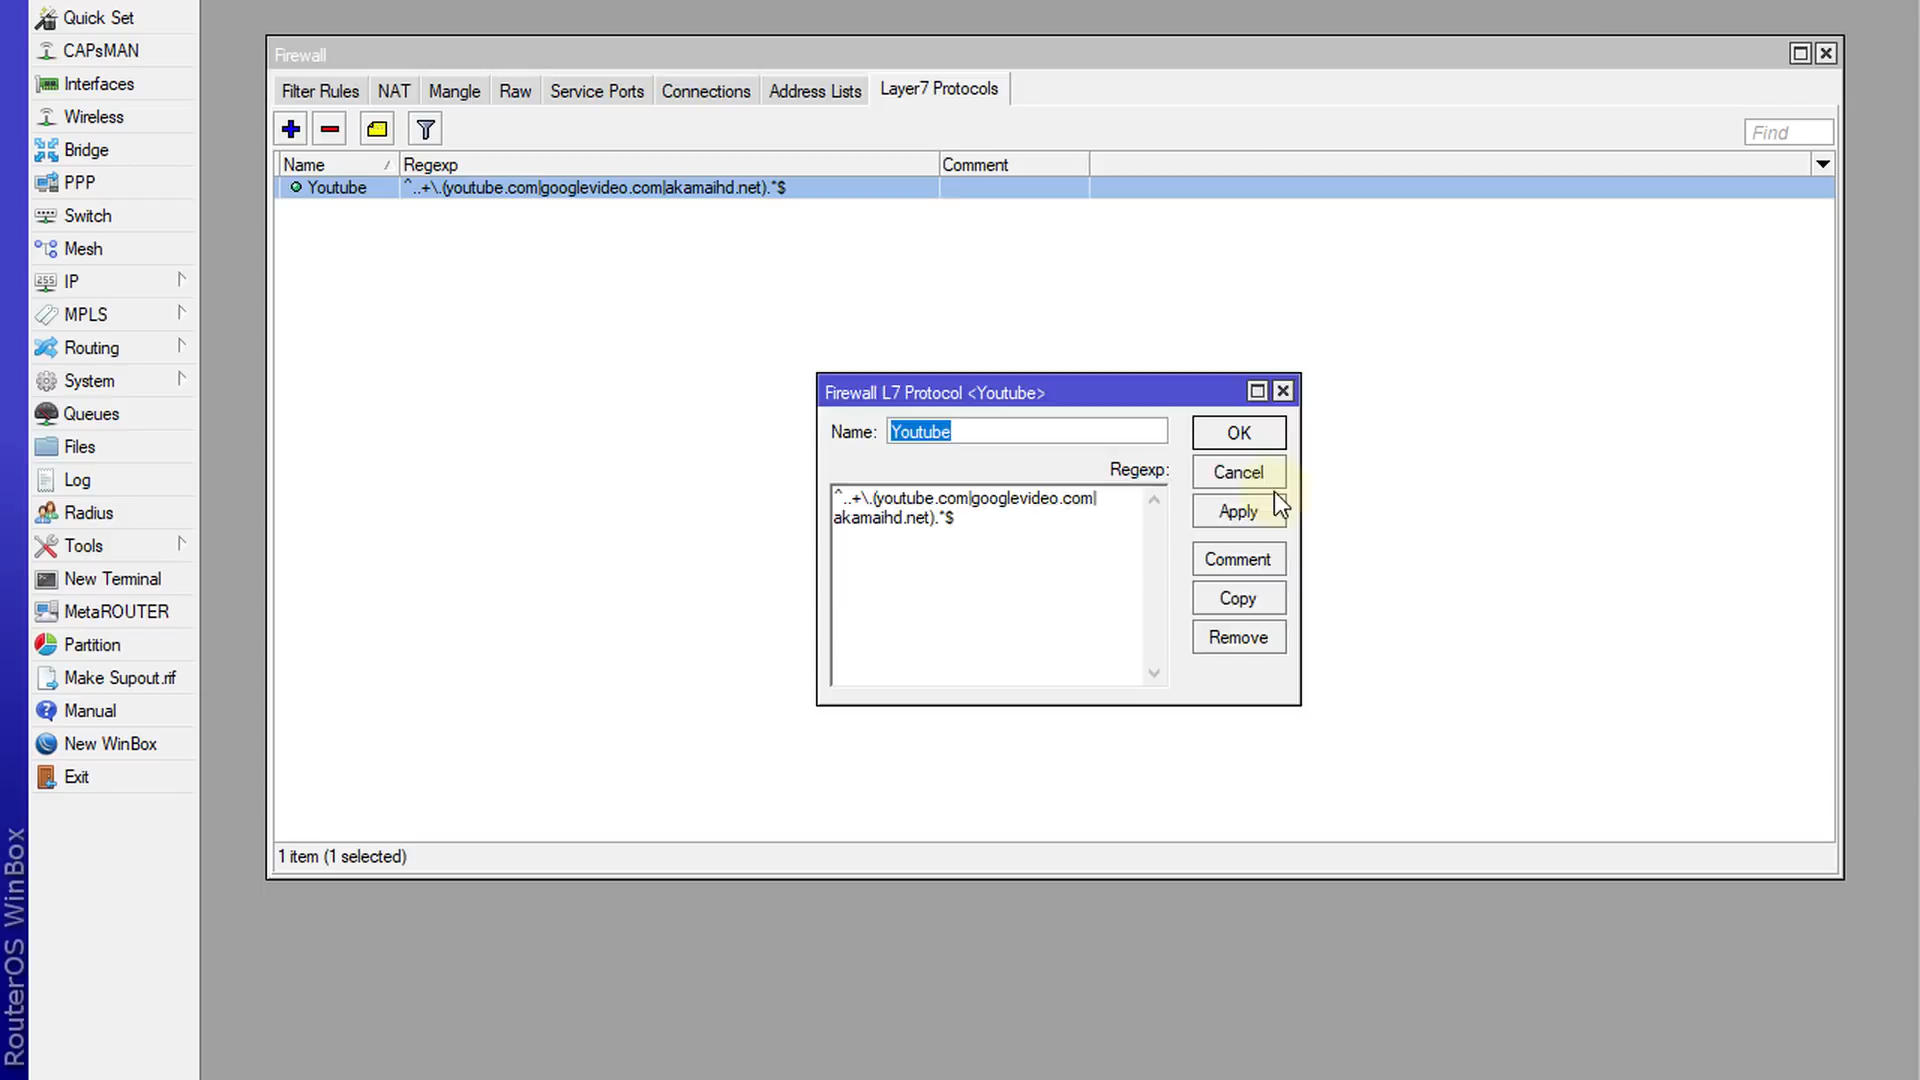 Quick Set
CAPsMAN
Interfaces
Wireless
Bridge
PPP
Switch
Mesh
IP
MPLS
Routing
System
Queues
Files
Log
Radius
Tools
New Terminal
MetaROUTER
Partition
Make Supout.rif
Manual
New WinBox
Exit
RouterOS WinBox
Firewall
Filter Rules NAT Mangle Raw Service Ports Connections Address Lists Layer7 Protocols
Find
Name Regexp Comment
Youtube ^..+\.(youtube.com|googlevideo.com|akamaihd.net).*$
Firewall L7 Protocol <Youtube>
Name: Youtube
Regexp:
^..+\.(youtube.com|googlevideo.com|
akamaihd.net).*$
OK
Cancel
Apply
Comment
Copy
Remove
1 item (1 selected)